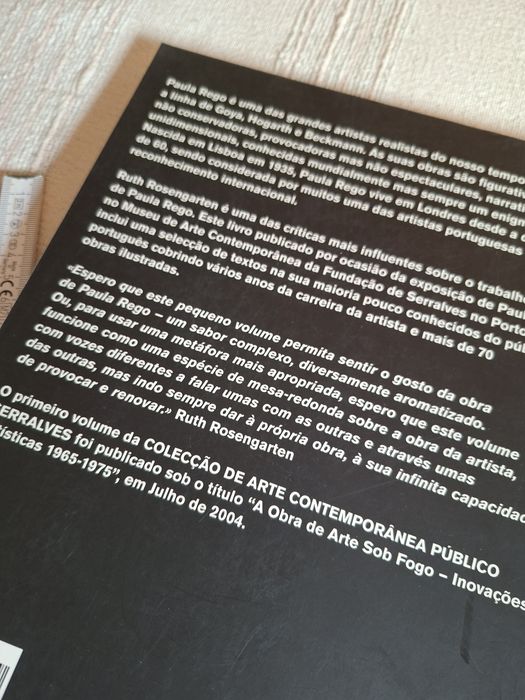 Paula Rego é uma das grandes artistas realistas do nosso tempo
a linha de Goya, Hogarth e Beckmann. As suas obras são figurati
não conservadoras, provocadoras mas não espectaculares, narra
unidimensionais, conhecidas mundialmente mas sempre um enigm
Nascida em Lisboa em 1935, Paula Rego vive em Londres desde a d
de 60, sendo considerada por muitos uma das artistas portuguesas
reconhecimento internacional.
Ruth Rosengarten é uma das críticas mais influentes sobre o trabalh
de Paula Rego. Este livro publicado por ocasião da exposição de Paul
no Museu de Arte Contemporânea da Fundação de Serralves no Porto
inclui uma selecção de textos na sua maioria pouco conhecidos do púb
português cobrindo vários anos da carreira da artista e mais de 70
obras ilustradas.
«Espero que este pequeno volume permita sentir o gosto da obra
de Paula Rego – um sabor complexo, diversamente aromatizado.
Ou, para usar uma metáfora mais apropriada, espero que este volume
funcione como uma espécie de mesa-redonda sobre a obra da artista,
com vozes diferentes a falar umas com as outras e através umas
das outras, mas indo sempre dar à própria obra, à sua infinita capacidad
de provocar e renovar.» Ruth Rosengarten
O primeiro volume da COLECÇÃO DE ARTE CONTEMPORÂNEA PÚBLICO
SERRALVES foi publicado sob o título “A Obra de Arte Sob Fogo – Inovações
ísticas 1965-1975”, em Julho de 2004.